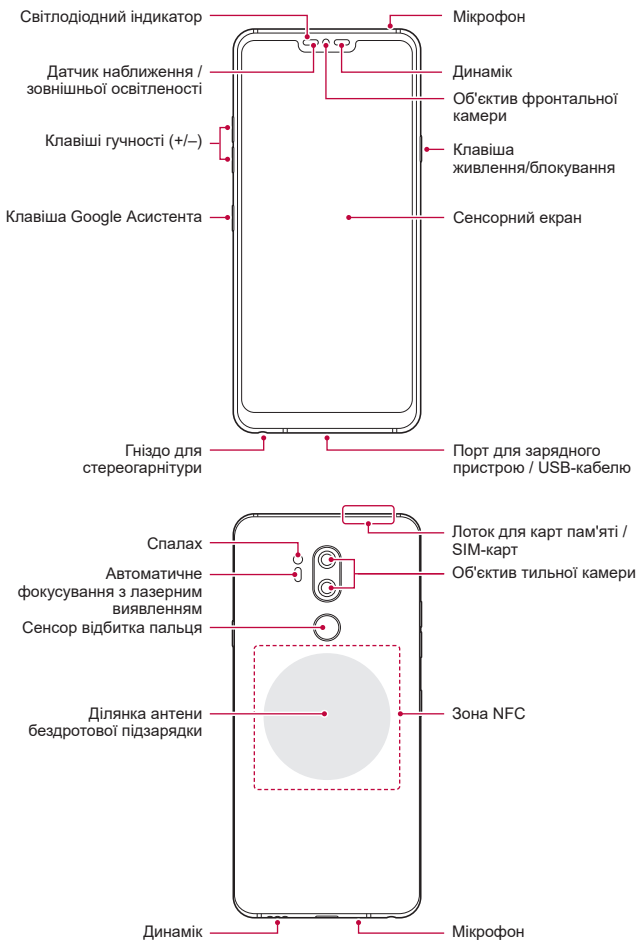 Світлодіодний індикатор
Мікрофон
Датчик наближення /
зовнішньої освітленості
Динамік
Об'єктив фронтальної
камери
Клавіші гучності (+/–)
Клавіша
живлення/блокування
Клавіша Google Асистента
Сенсорний екран
Гніздо для
стереогарнітури
Порт для зарядного
пристрою / USB-кабелю
Лоток для карт пам'яті /
SIM-карт
Спалах
Об'єктив тильної камери
Автоматичне
фокусування з лазерним
виявленням
Сенсор відбитка пальця
Ділянка антени
бездротової підзарядки
Зона NFC
Динамік
Мікрофон